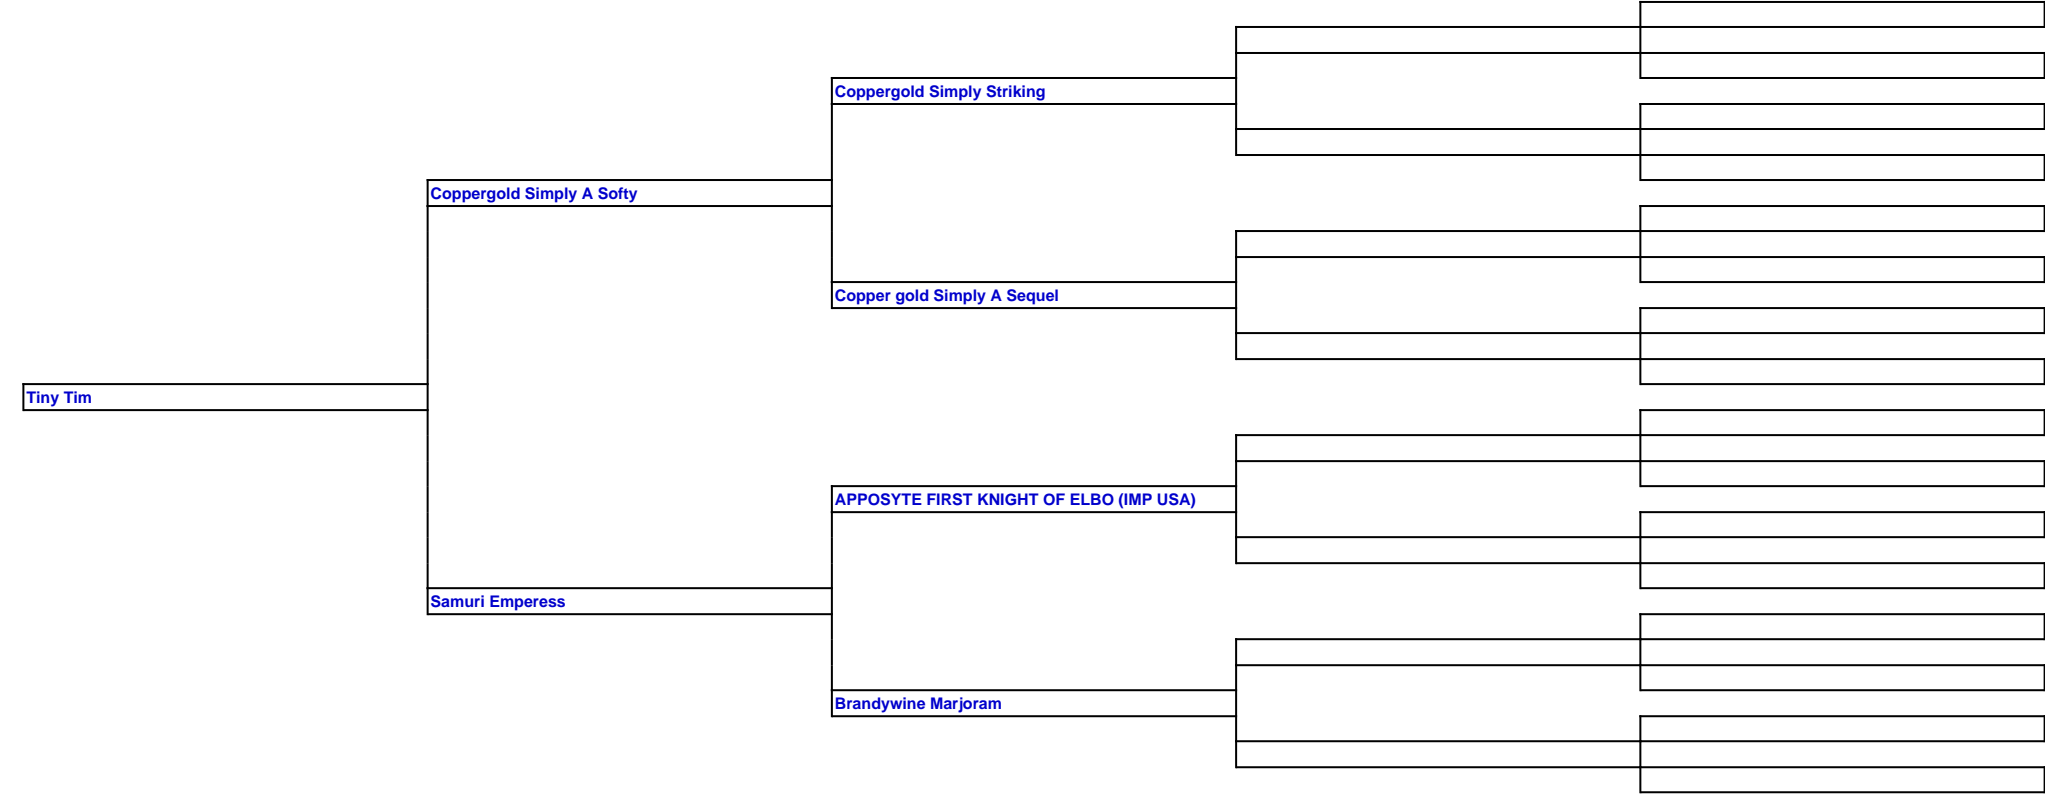 Coppergold Simply Striking
Coppergold Simply A Softy
Copper gold Simply A Sequel
Tiny Tim
APPOSYTE FIRST KNIGHT OF ELBO (IMP USA)
Samuri Emperess
Brandywine Marjoram